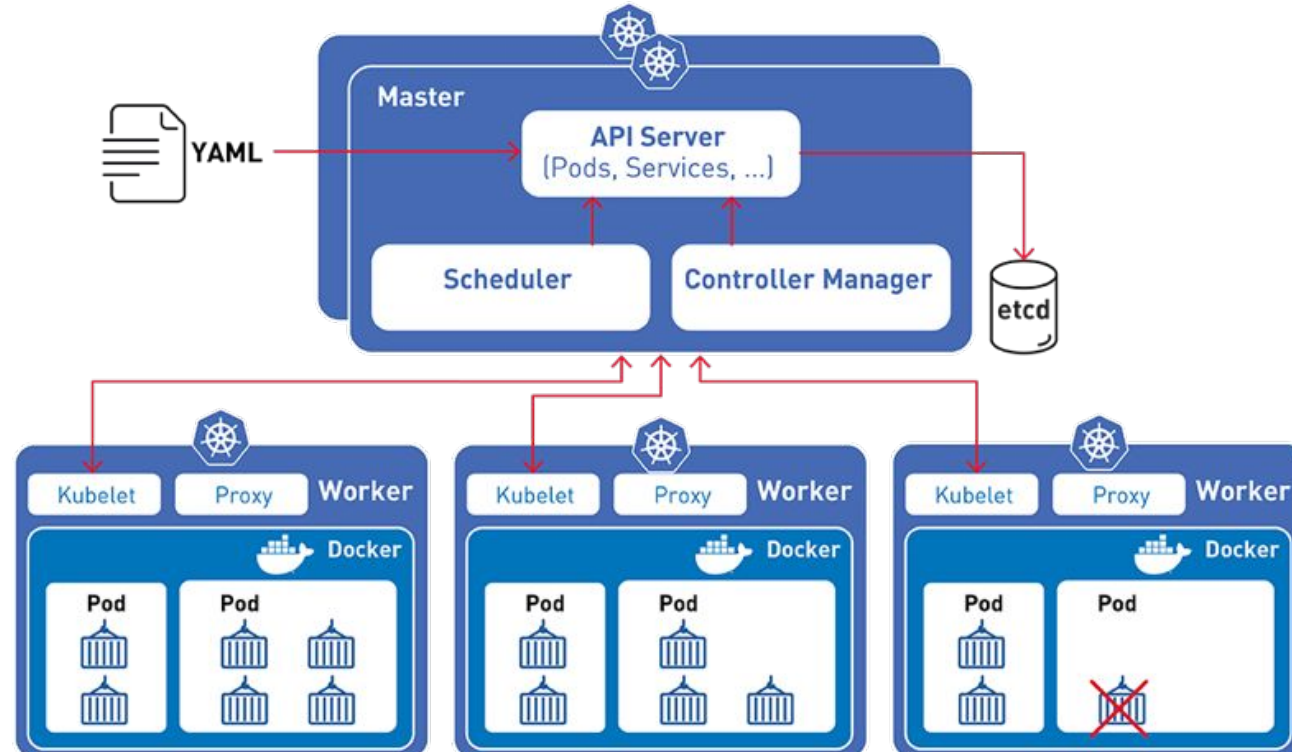 Master
YAML
API Server
(Pods, Services, ...)
Scheduler
Controller Manager
etcd
Kubelet
Proxy
Worker
Docker
Pod
Pod
Kubelet
Proxy
Worker
Docker
Pod
Pod
Kubelet
Proxy
Worker
Docker
Pod
Pod